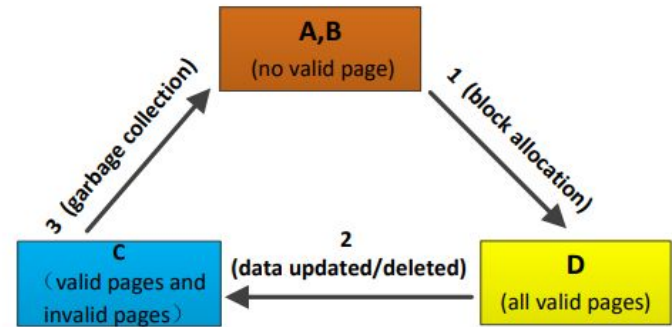 A,B
(no valid page)
1 (block allocation)
3 (garbage collection)
2
(data updated/deleted)
C
（valid pages and
invalid pages）
D
(all valid pages)